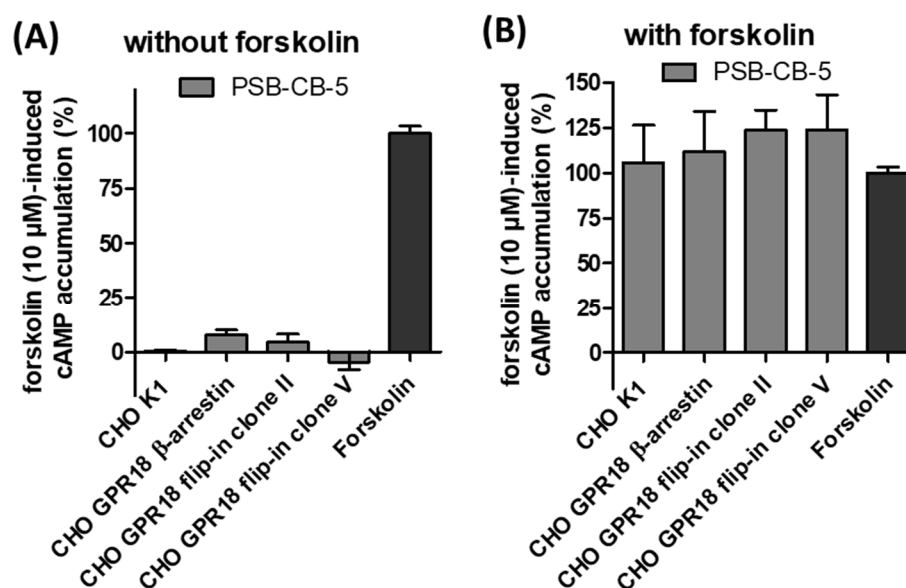 (A)
without forskolin
PSB-CB-5
forskolin (10 µM)-induced
cAMP accumulation (%)
100
75
50
25
0
CHO K1
CHO GPR18 β-arrestin
CHO GPR18 flip-in clone II
CHO GPR18 flip-in clone V
Forskolin
(B)
with forskolin
PSB-CB-5
forskolin (10 µM)-induced
cAMP accumulation (%)
150
125
100
75
50
25
0
CHO K1
CHO GPR18 β-arrestin
CHO GPR18 flip-in clone II
CHO GPR18 flip-in clone V
Forskolin